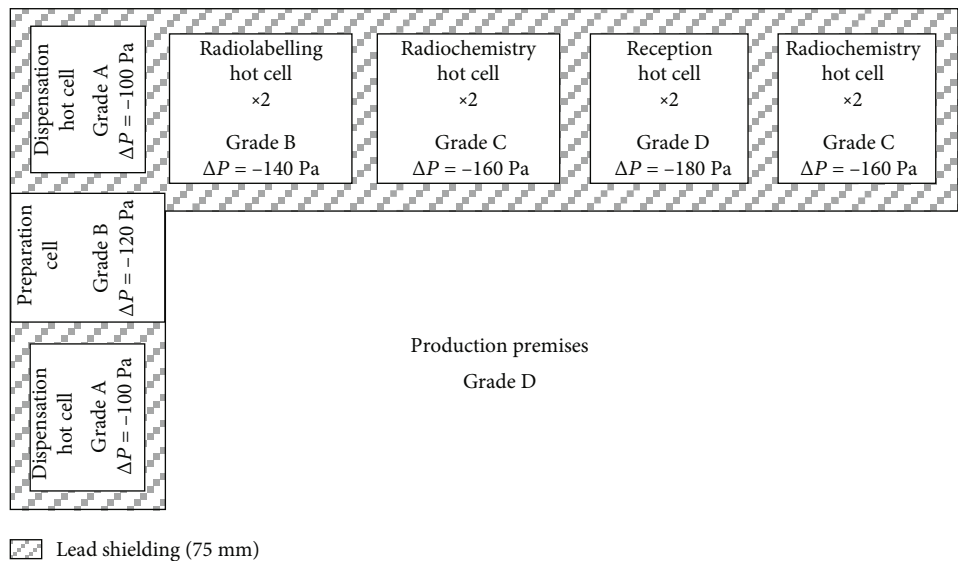 Dispensation
hot cell
Grade A
ΔP = −100 Pa
Radiolabelling
hot cell
×2
Grade B
ΔP = −140 Pa
Radiochemistry
hot cell
×2
Grade C
ΔP = −160 Pa
Reception
hot cell
×2
Grade D
ΔP = −180 Pa
Radiochemistry
hot cell
×2
Grade C
ΔP = −160 Pa
Preparation
cell
Grade B
ΔP = −120 Pa
Dispensation
hot cell
Grade A
ΔP = −100 Pa
Production premises
Grade D
Lead shielding (75 mm)